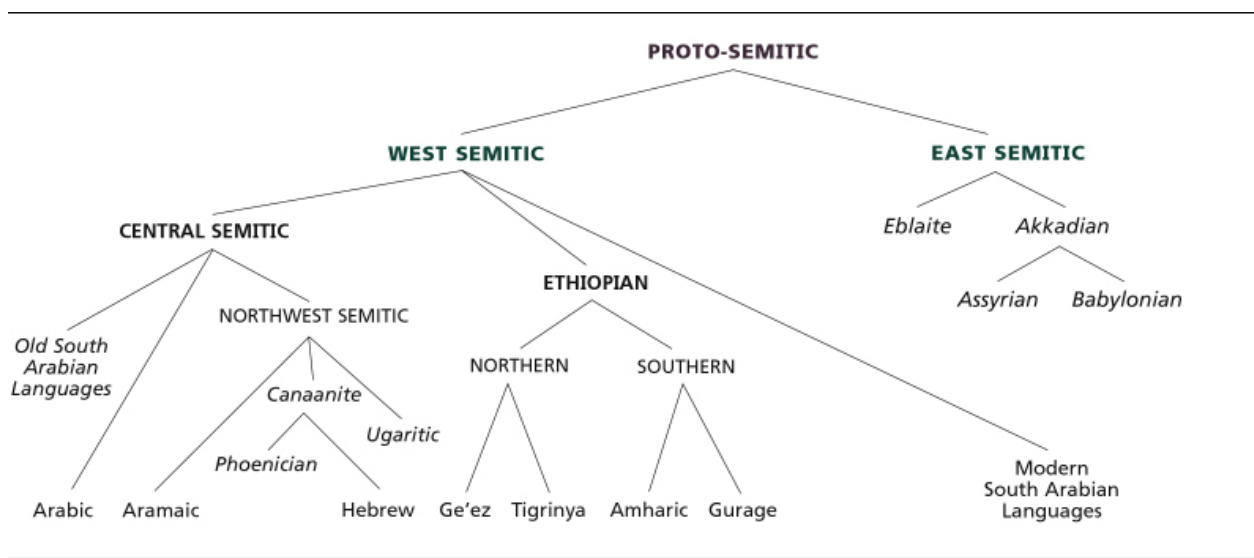 PROTO-SEMITIC
WEST SEMITIC
EAST SEMITIC
CENTRAL SEMITIC
Eblaite
Akkadian
ETHIOPIAN
Assyrian
Babylonian
NORTHWEST SEMITIC
Old South
Arabian
Languages
NORTHERN
SOUTHERN
Canaanite
Ugaritic
Phoenician
Modern
South Arabian
Languages
Arabic
Aramaic
Hebrew
Ge’ez
Tigrinya
Amharic
Gurage